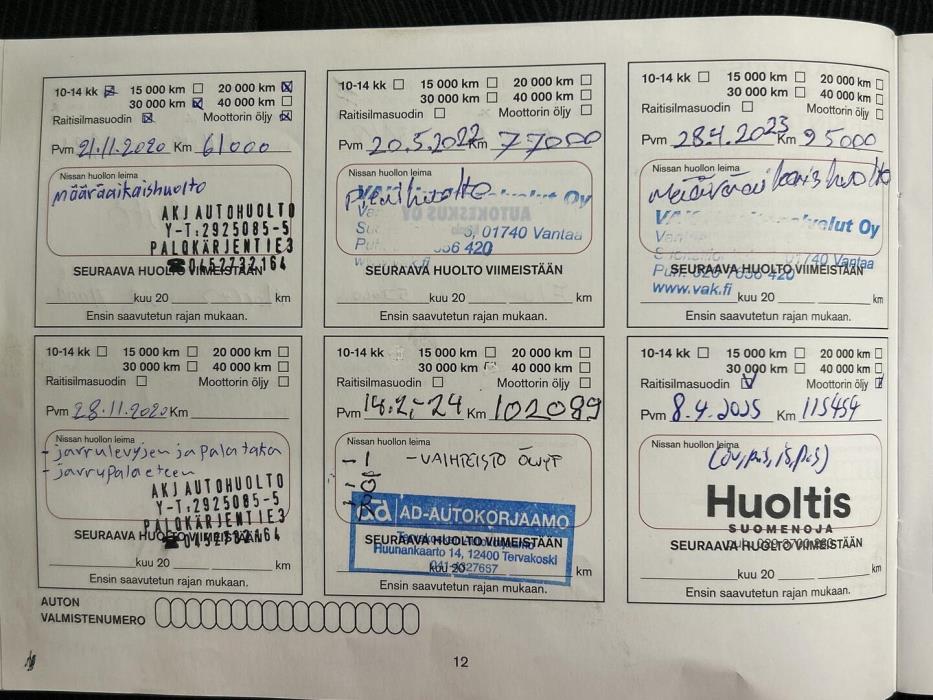 10-14 kk 15 000 km 20 000 km
30 000 km 40 000 km
Raitisilmasuodin Moottorin öljy
Pvm 21.11.2020 Km 61000
Nissan huollon leima
määräaikaishuolto
AKJ AUTOHUOLTO
Y-T:2925085-5
PALOKÄRJENTIE3
☎0452732164
SEURAAVA HUOLTO VIIMEISTÄÄN
kuu 20 km
Ensin saavutetun rajan mukaan.
10-14 kk 15 000 km 20 000 km
30 000 km 40 000 km
Raitisilmasuodin Moottorin öljy
Pvm 20.5.2022 Km 77000
Nissan huollon leima
Pienihuolto
Oy
3, 01740 Vantaa
420
SEURAAVA HUOLTO VIIMEISTÄÄN
kuu 20 km
Ensin saavutetun rajan mukaan.
10-14 kk 15 000 km 20 000 km
30 000 km 40 000 km
Raitisilmasuodin Moottorin öljy
Pvm 28.4.2023 Km 95000
Nissan huollon leima
määräaikaishuolto
Oy
01740 Vantaa
SEURAAVA HUOLTO VIIMEISTÄÄN
www.vak.fi
kuu 20 km
Ensin saavutetun rajan mukaan.
10-14 kk 15 000 km 20 000 km
30 000 km 40 000 km
Raitisilmasuodin Moottorin öljy
Pvm 28.11.2020 Km
Nissan huollon leima
- jarrulevyjen ja palat taka
- jarrupala eteen
AKJ AUTOHUOLTO
Y-T:2925085-5
PALOKÄRJENTIE3
☎0452732164
SEURAAVA HUOLTO VIIMEISTÄÄN
kuu 20 km
Ensin saavutetun rajan mukaan.
10-14 kk 15 000 km 20 000 km
30 000 km 40 000 km
Raitisilmasuodin Moottorin öljy
Pvm 14.2.-24 Km 102089
Nissan huollon leima
- VAIHTEISTO ÖLJYT
ad AD-AUTOKORJAAMO
SEURAAVA HUOLTO VIIMEISTÄÄN
Huunankaarto 14, 12400 Tervakoski
kuu 20 km
Ensin saavutetun rajan mukaan.
10-14 kk 15 000 km 20 000 km
30 000 km 40 000 km
Raitisilmasuodin Moottorin öljy
Pvm 8.4.2025 Km 115454
Nissan huollon leima
Huoltis
SUOMENOJA
SEURAAVA HUOLTO VIIMEISTÄÄN
kuu 20 km
Ensin saavutetun rajan mukaan.
AUTON
VALMISTENUMERO
12